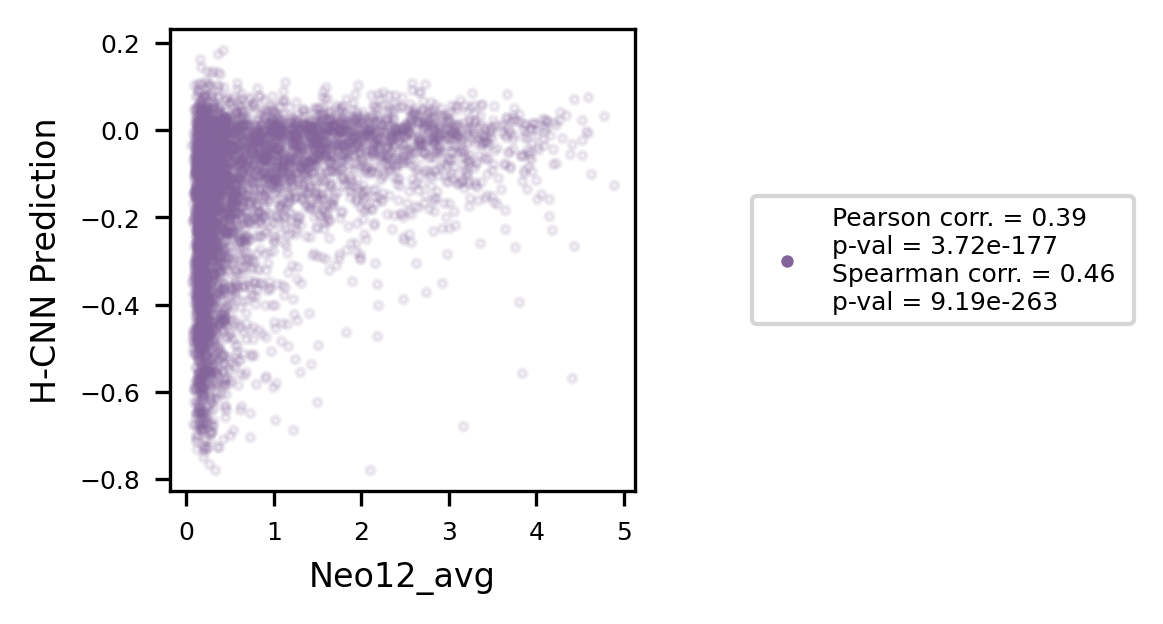 0.2
0.0
−0.2
−0.4
−0.6
−0.8
H-CNN Prediction
0 1 2 3 4 5
Neo12_avg
Pearson corr. = 0.39
p-val = 3.72e-177
Spearman corr. = 0.46
p-val = 9.19e-263